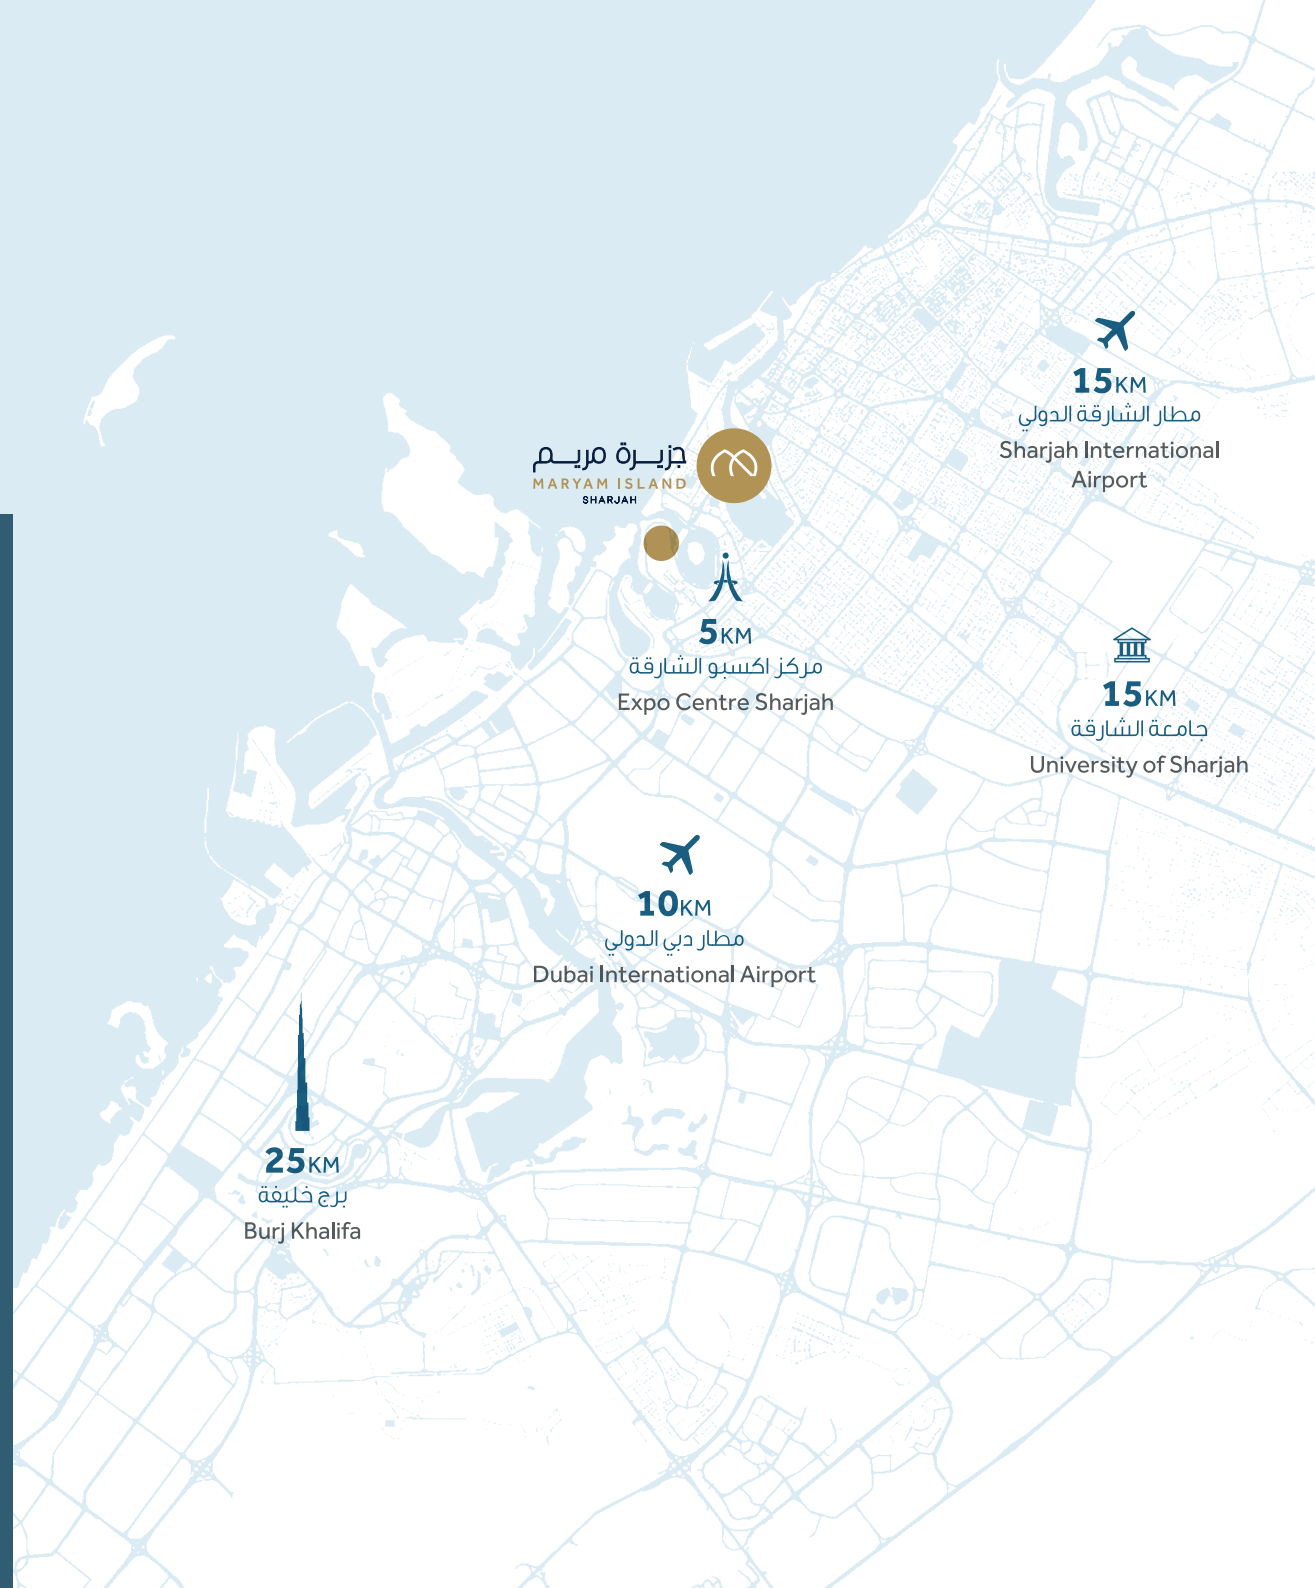 15KM
مطار الشارقة الدولي
Sharjah International
Airport
جزيــرة مريــم
MARYAM ISLAND
SHARJAH
5KM
مركز اكسبو الشارقة
Expo Centre Sharjah
15KM
جامعة الشارقة
University of Sharjah
10KM
مطار دبي الدولي
Dubai International Airport
25KM
برج خليفة
Burj Khalifa